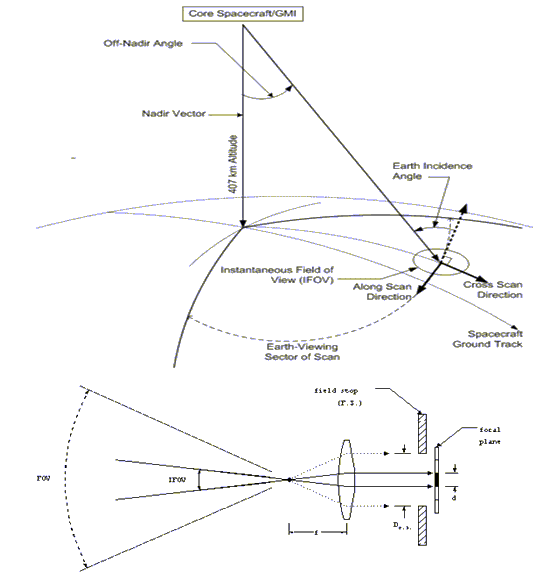 Core Spacecraft/GMI
Off-Nadir Angle
Nadir Vector
407 km Altitude
Earth Incidence
Angle
Instantaneous Field of
View (IFOV)
Along Scan
Direction
Cross Scan
Direction
Spacecraft
Ground Track
Earth-Viewing
Sector of Scan
field stop
(F.S.)
focal
plane
FOV
IFOV
d
f
D F.S.